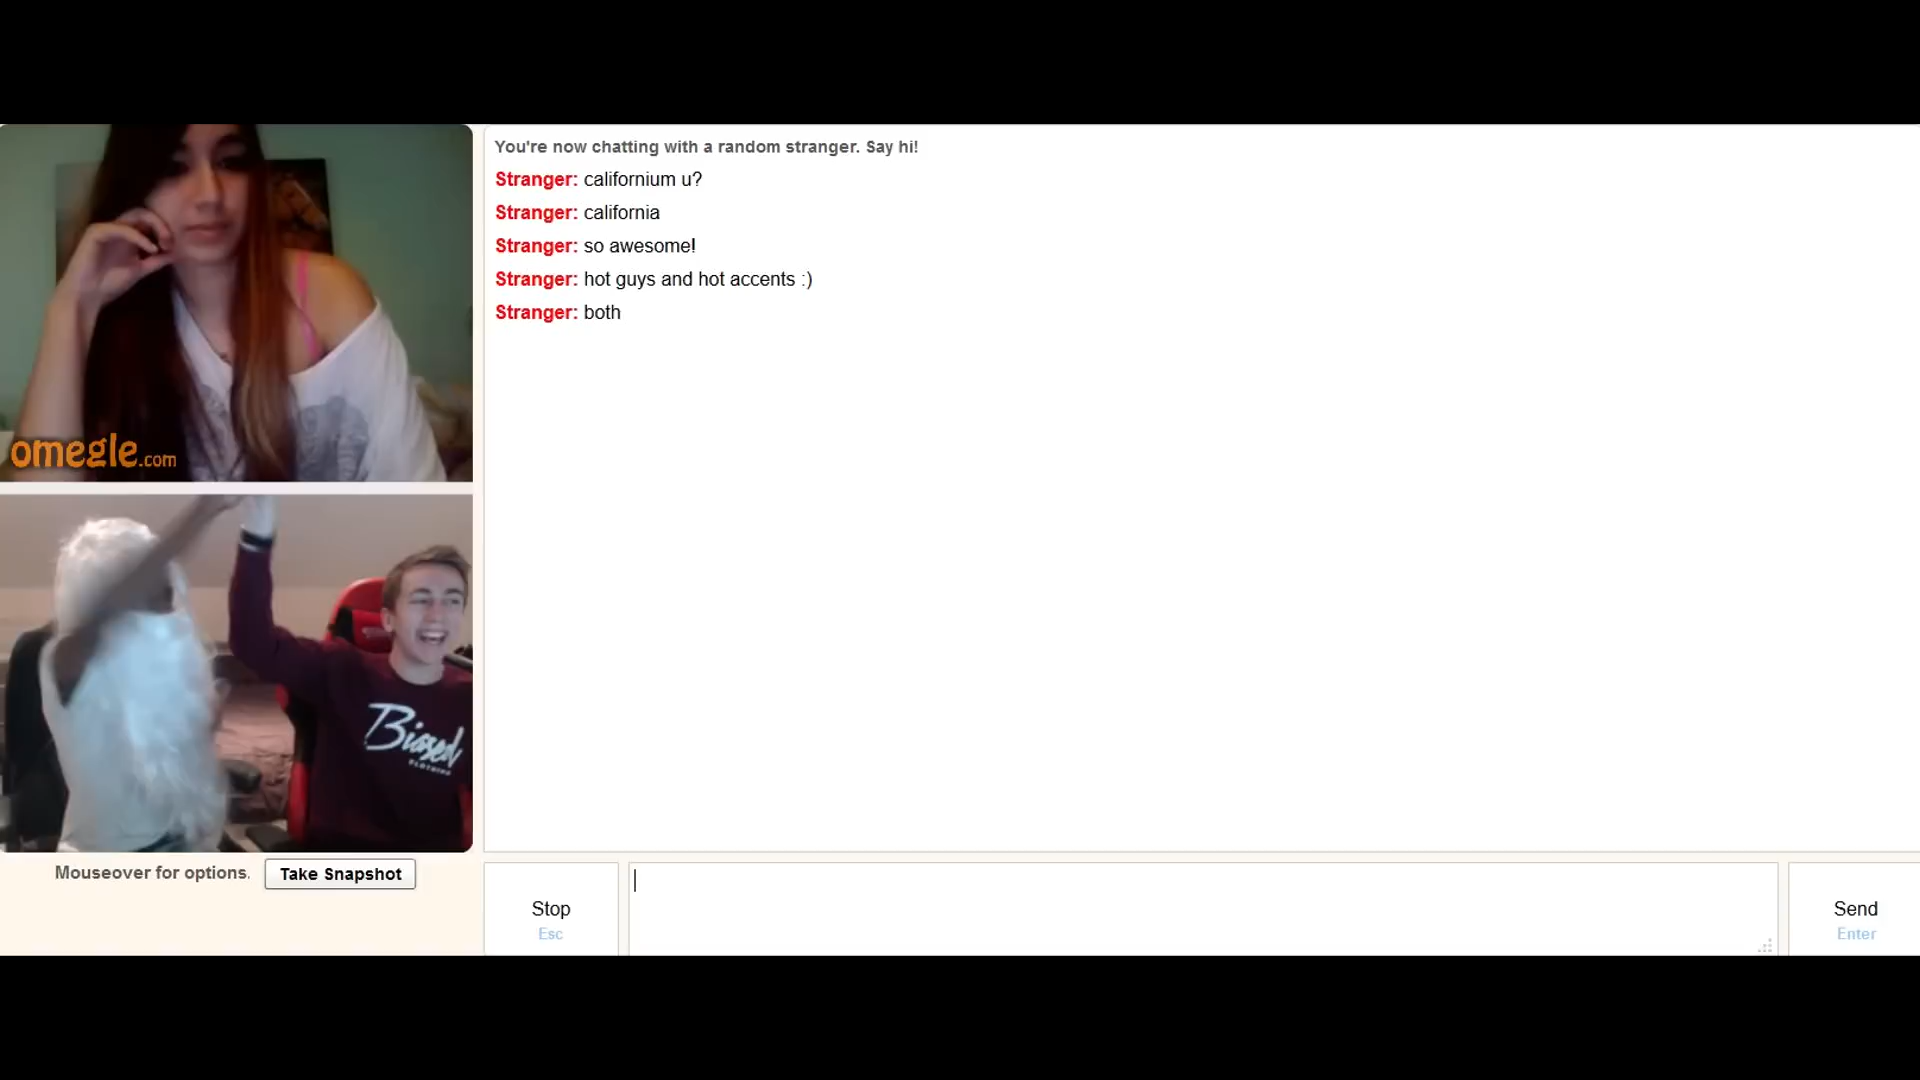 You're now chatting with a random stranger. Say hi!
Stranger: californium u?
Stranger: california
Stranger: so awesome!
Stranger: hot guys and hot accents :)
Stranger: both
omegle.com
Biased
CLOTHING
Mouseover for options.
Take Snapshot
Stop
Esc
Send
Enter